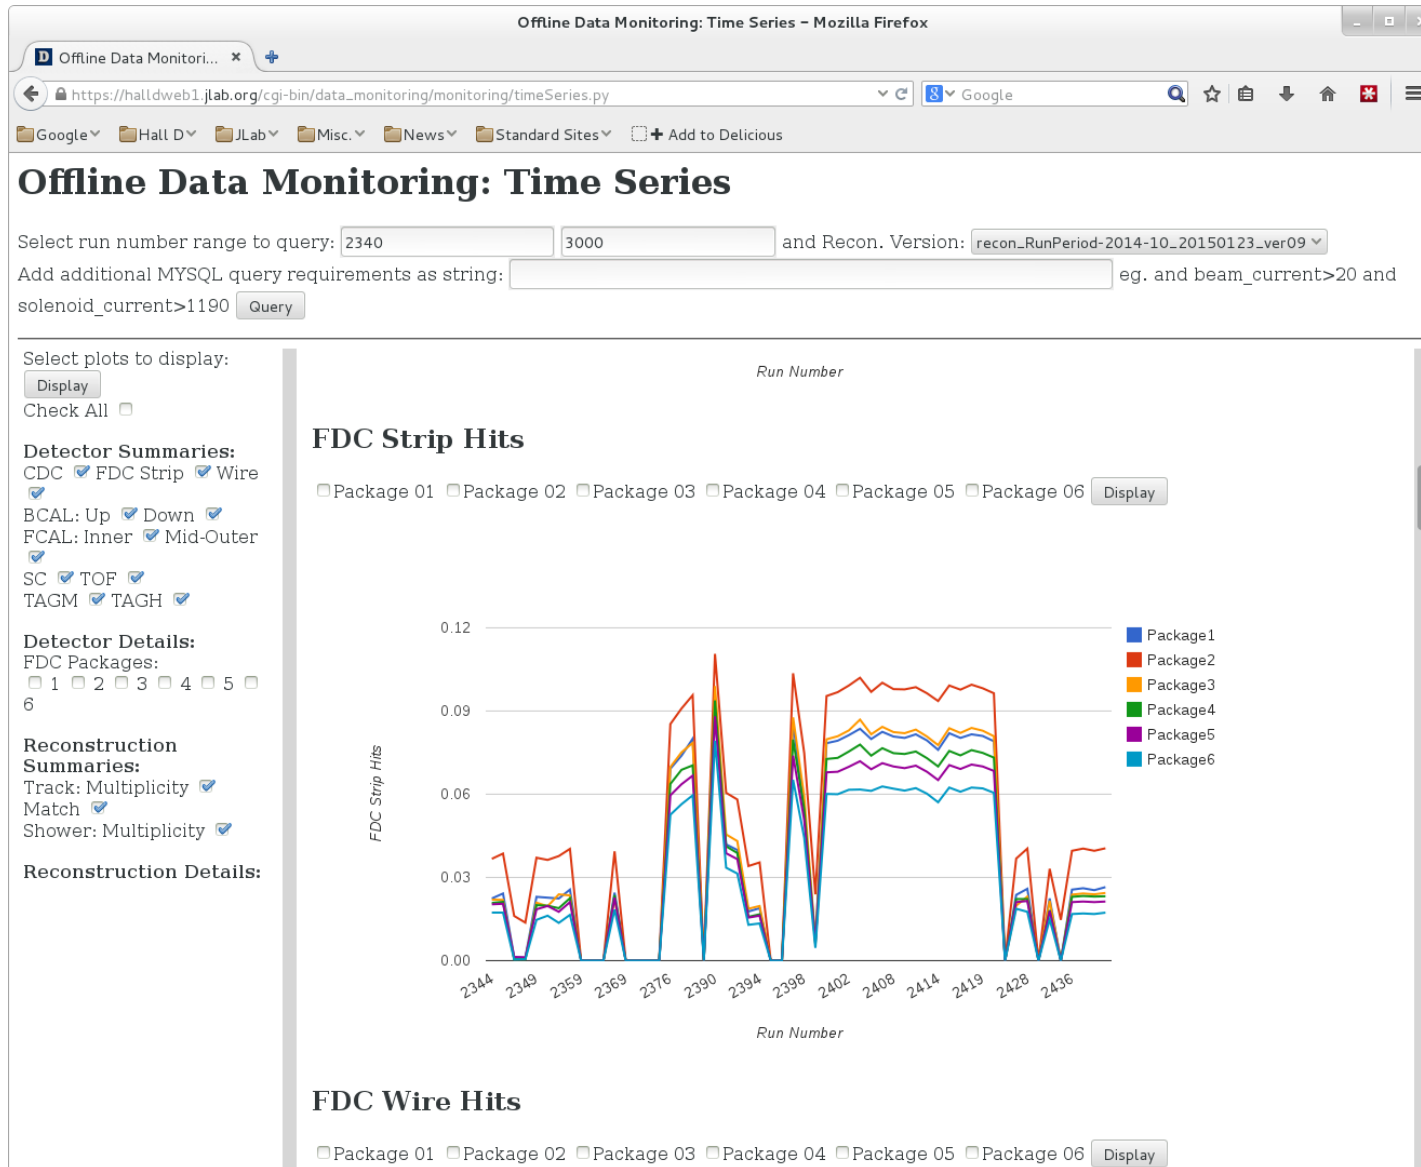 Offline Data Monitoring: Time Series - Mozilla Firefox
D Offline Data Monitori...
https://halldweb1.jlab.org/cgi-bin/data_monitoring/monitoring/timeSeries.py
8 Google
Google Hall D JLab Misc. News Standard Sites Add to Delicious
Offline Data Monitoring: Time Series
Select run number range to query: 2340 3000 and Recon. Version: recon_RunPeriod-2014-10_20150123_ver09
Add additional MYSQL query requirements as string: eg. and beam_current>20 and
solenoid_current>1190 Query
Select plots to display:
Display
Check All
Detector Summaries:
CDC FDC Strip Wire
BCAL: Up Down
FCAL: Inner Mid-Outer
SC TOF
TAGM TAGH
Detector Details:
FDC Packages:
1 2 3 4 5
6
Reconstruction
Summaries:
Track: Multiplicity
Match
Shower: Multiplicity
Reconstruction Details:
Run Number
FDC Strip Hits
Package 01 Package 02 Package 03 Package 04 Package 05 Package 06 Display
0.12
0.09
0.06
0.03
0.00
FDC Strip Hits
2344 2349 2359 2369 2376 2390 2394 2398 2402 2408 2414 2419 2428 2436
Run Number
Package1
Package2
Package3
Package4
Package5
Package6
FDC Wire Hits
Package 01 Package 02 Package 03 Package 04 Package 05 Package 06 Display